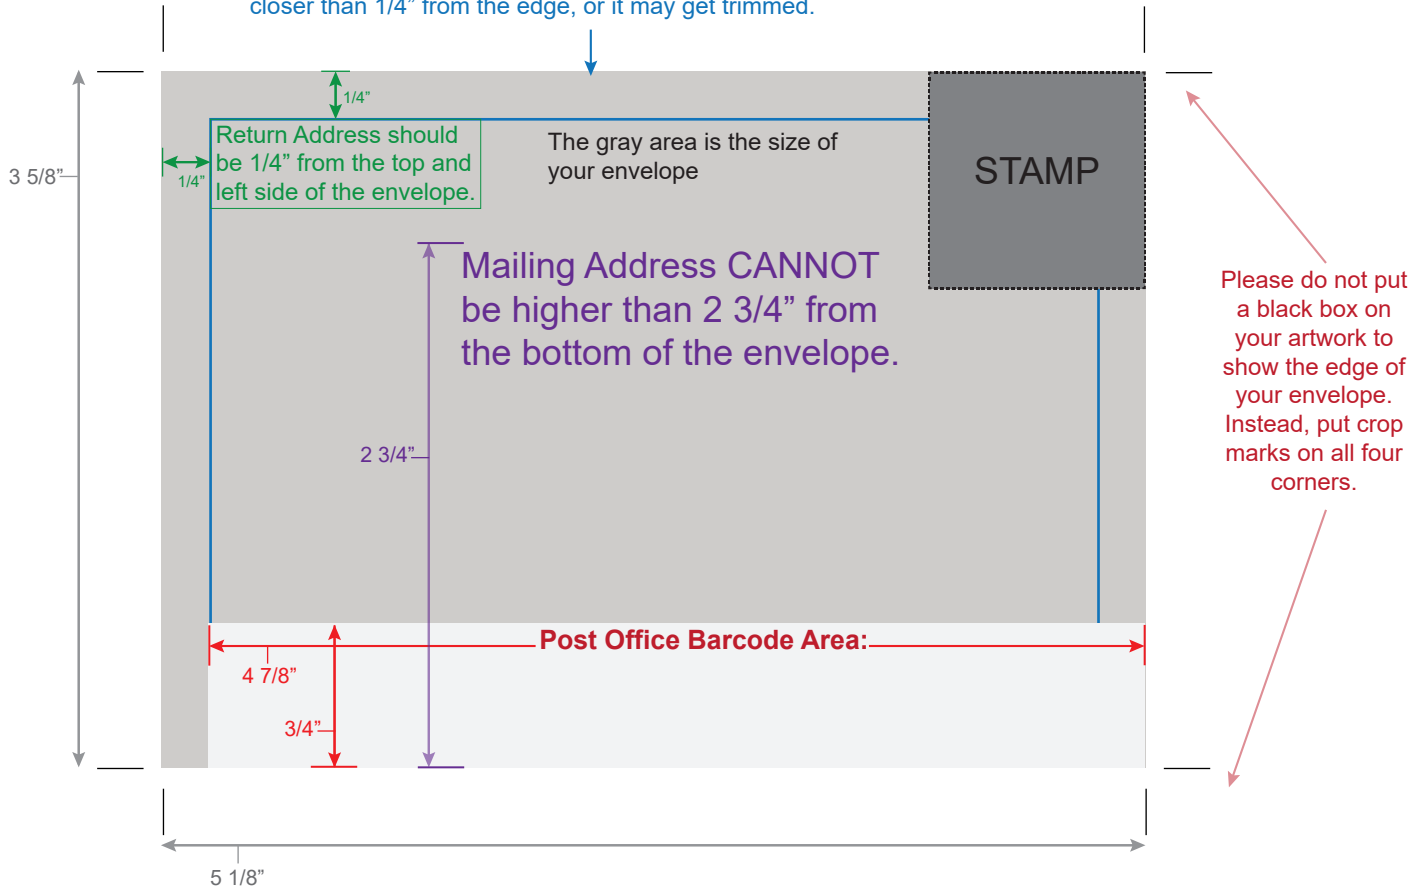 closer than 1/4” from the edge, or it may get trimmed.
1/4”
Return Address should
be 1/4” from the top and
left side of the envelope.
1/4”
The gray area is the size of
your envelope
STAMP
3 5/8”
Mailing Address CANNOT
be higher than 2 3/4” from
the bottom of the envelope.
2 3/4”
Please do not put
a black box on
your artwork to
show the edge of
your envelope.
Instead, put crop
marks on all four
corners.
Post Office Barcode Area:
4 7/8”
3/4”
5 1/8”